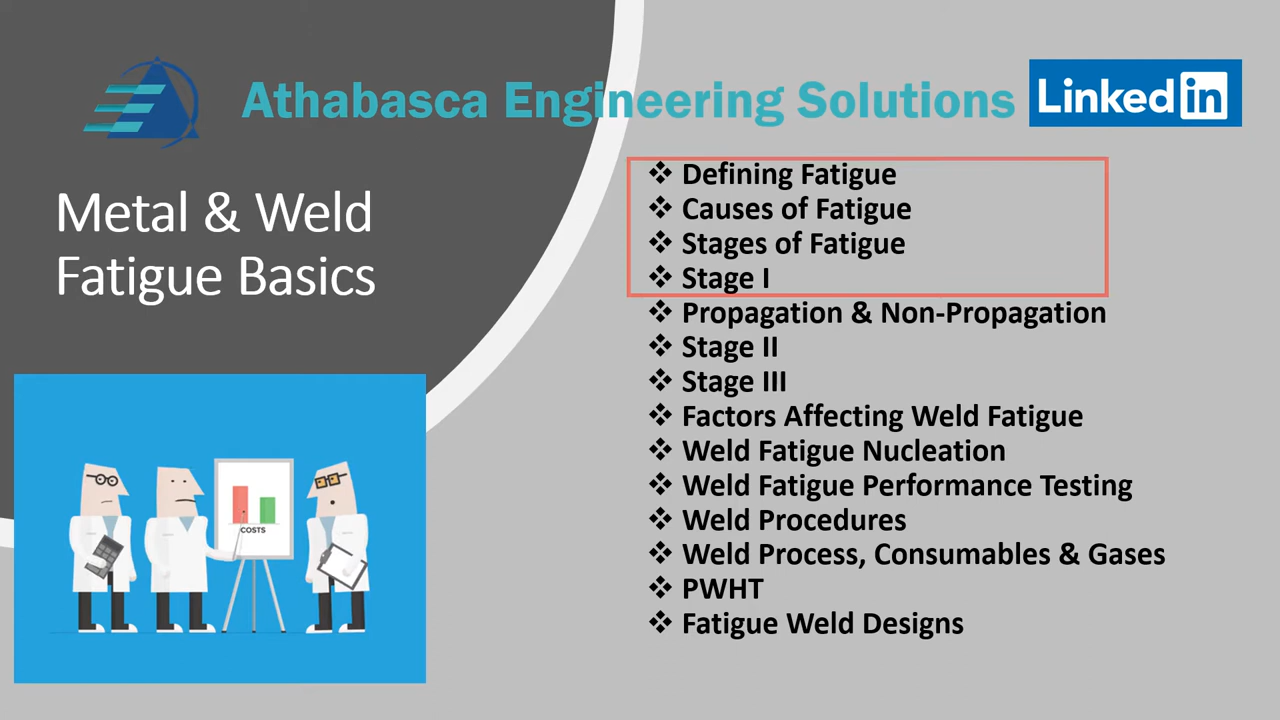 Athabasca Engineering Solutions
Linked in
Metal & Weld
Fatigue Basics
❖ Defining Fatigue
❖ Causes of Fatigue
❖ Stages of Fatigue
❖ Stage I
❖ Propagation & Non-Propagation
❖ Stage II
❖ Stage III
❖ Factors Affecting Weld Fatigue
❖ Weld Fatigue Nucleation
❖ Weld Fatigue Performance Testing
❖ Weld Procedures
❖ Weld Process, Consumables & Gases
❖ PWHT
❖ Fatigue Weld Designs
COSTS